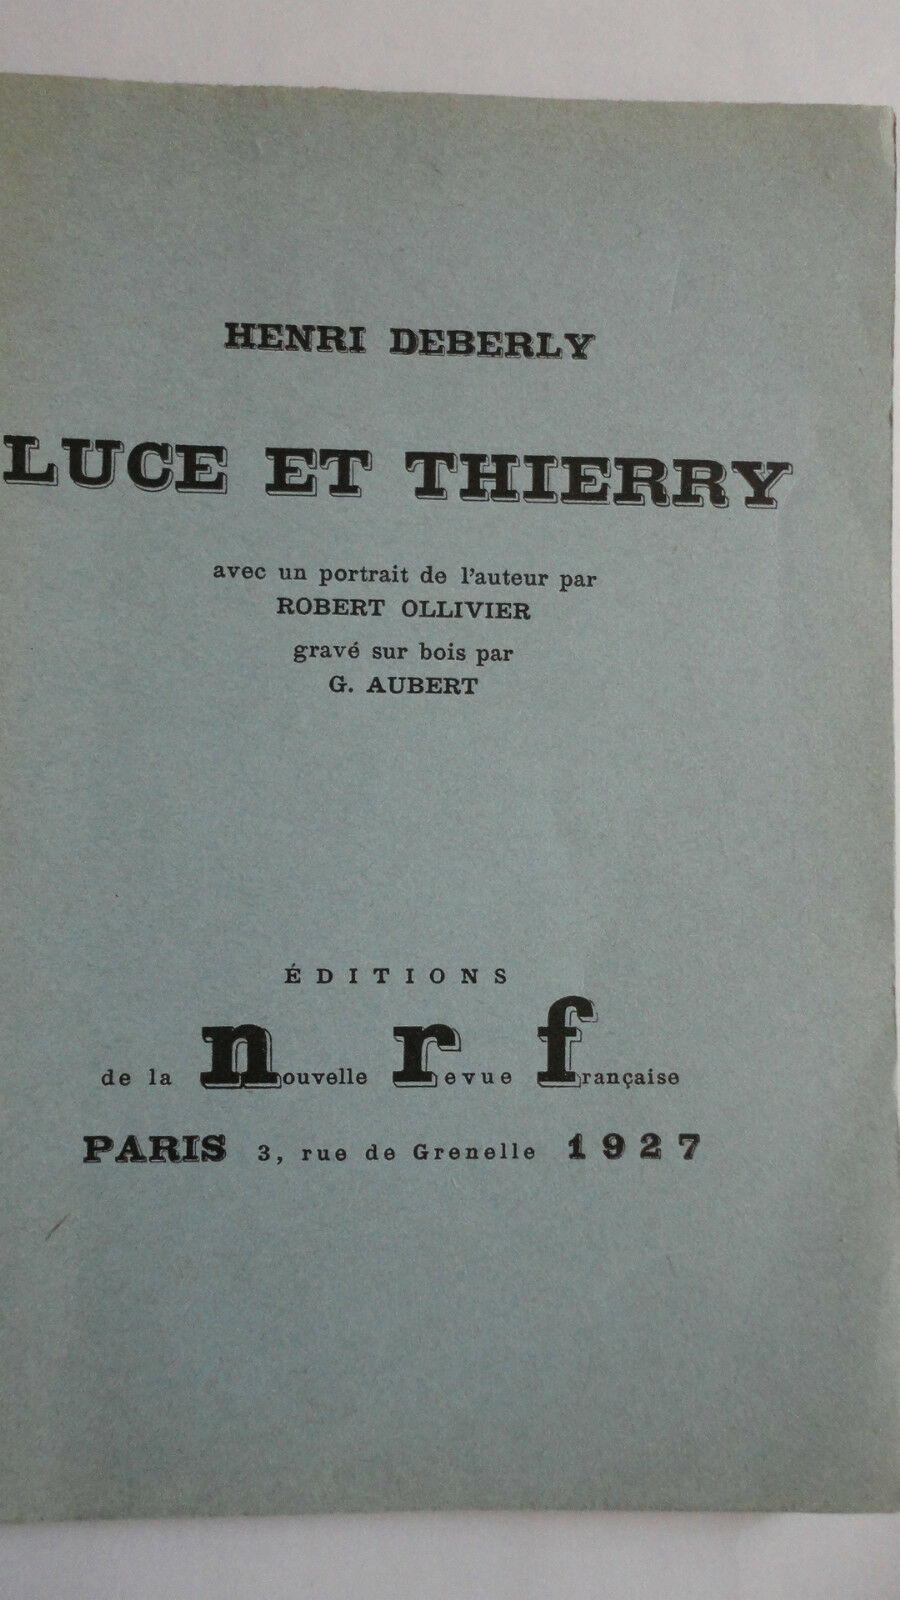 HENRI DEBERLY
LUCE ET THIERRY
avec un portrait de l'auteur par
ROBERT OLLIVIER
gravé sur bois par
G. AUBERT
ÉDITIONS
de la nouvelle revue française
PARIS 3, rue de Grenelle 1927